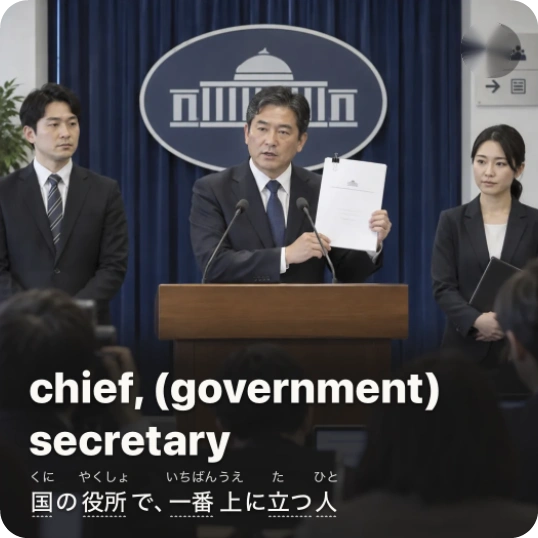 chief, (government)
secretary
くに やくしょ いちばんうえ た ひと
国の役所で、一番上に立つ人